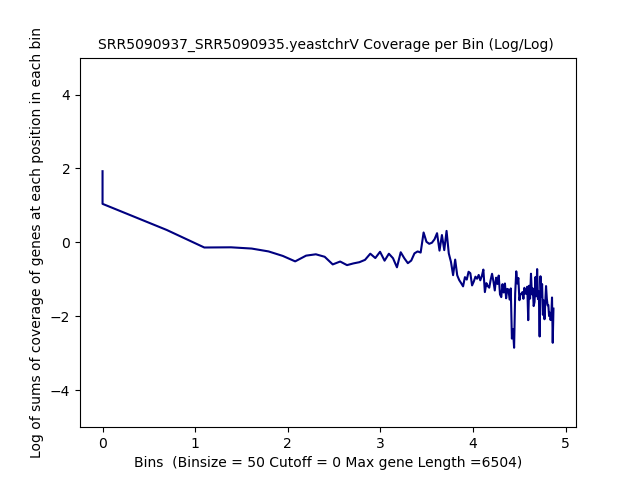 SRR5090937_SRR5090935.yeastchrV Coverage per Bin (Log/Log)
Log of sums of coverage of genes at each position in each bin
4
2
0
−2
−4
0 1 2 3 4 5
Bins  (Binsize = 50 Cutoff = 0 Max gene Length =6504)